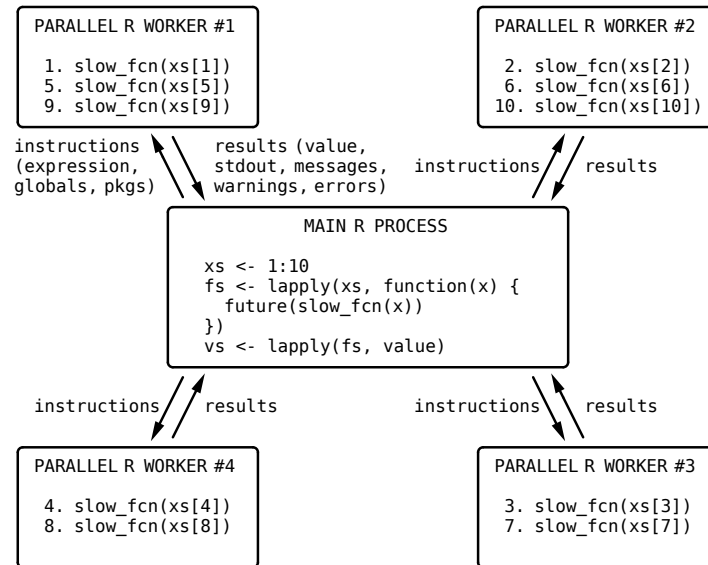 PARALLEL R WORKER #1
1. slow_fcn(xs[1])
5. slow_fcn(xs[5])
9. slow_fcn(xs[9])
PARALLEL R WORKER #2
2. slow_fcn(xs[2])
6. slow_fcn(xs[6])
10. slow_fcn(xs[10])
instructions
(expression,
globals, pkgs)
results (value,
stdout, messages,
warnings, errors)
instructions
results
MAIN R PROCESS
xs <- 1:10
fs <- lapply(xs, function(x) {
  future(slow_fcn(x))
})
vs <- lapply(fs, value)
instructions
results
instructions
results
PARALLEL R WORKER #4
4. slow_fcn(xs[4])
8. slow_fcn(xs[8])
PARALLEL R WORKER #3
3. slow_fcn(xs[3])
7. slow_fcn(xs[7])